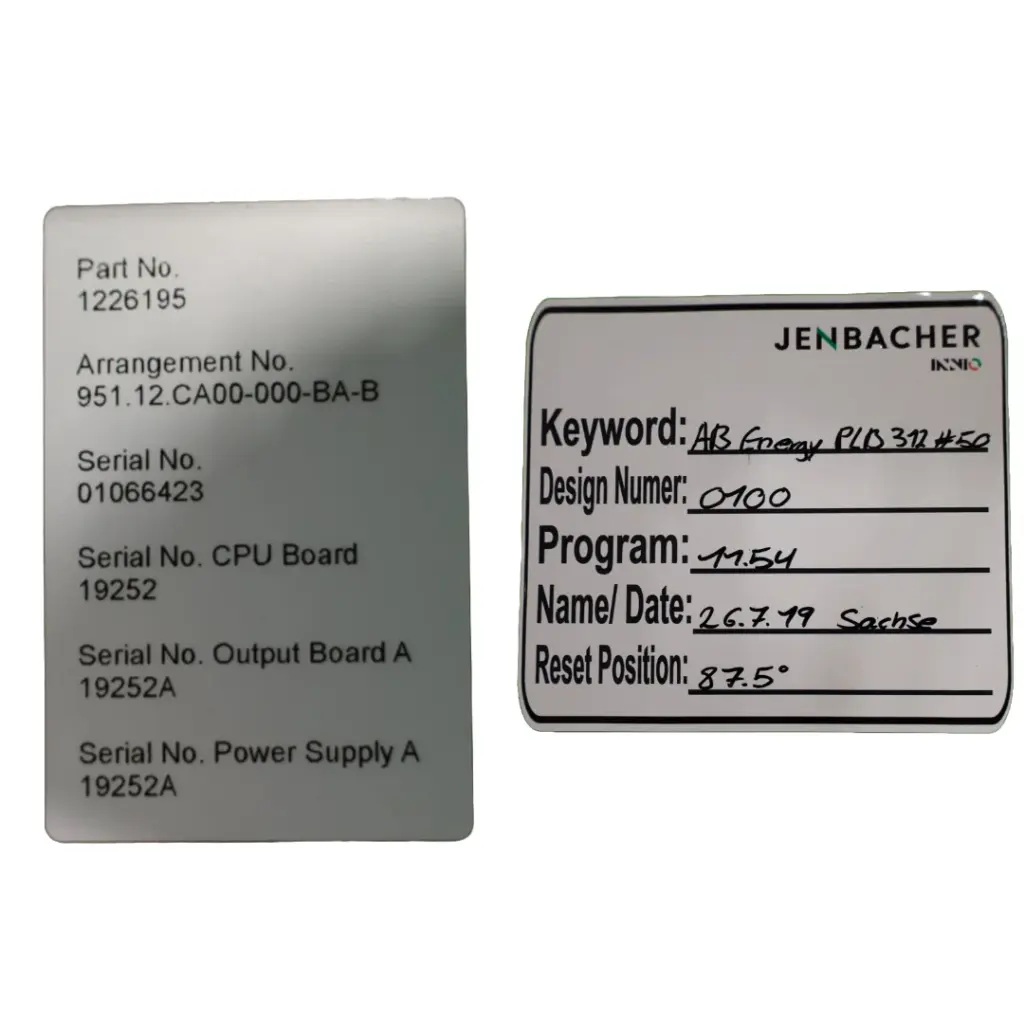 Part No.
1226195
Arrangement No.
951.12.CA00-000-BA-B
Serial No.
01066423
Serial No. CPU Board
19252
Serial No. Output Board A
19252A
Serial No. Power Supply A
19252A
JENBACHER
INNIO
Keyword: AB Energy PLB 312 #50
Design Numer: 0100
Program: 11.54
Name/ Date: 26.7.19 Sachse
Reset Position: 87.5°